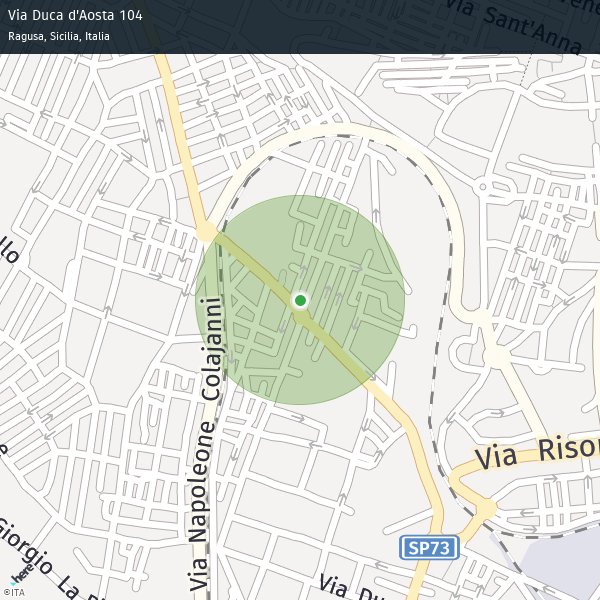 Via Duca d'Aosta 104
Ragusa, Sicilia, Italia
Via Sant'Anna
Via Napoleone Colajanni
Via Risor
SP73
Giorgio La Pi
Via Du
here
©ITA